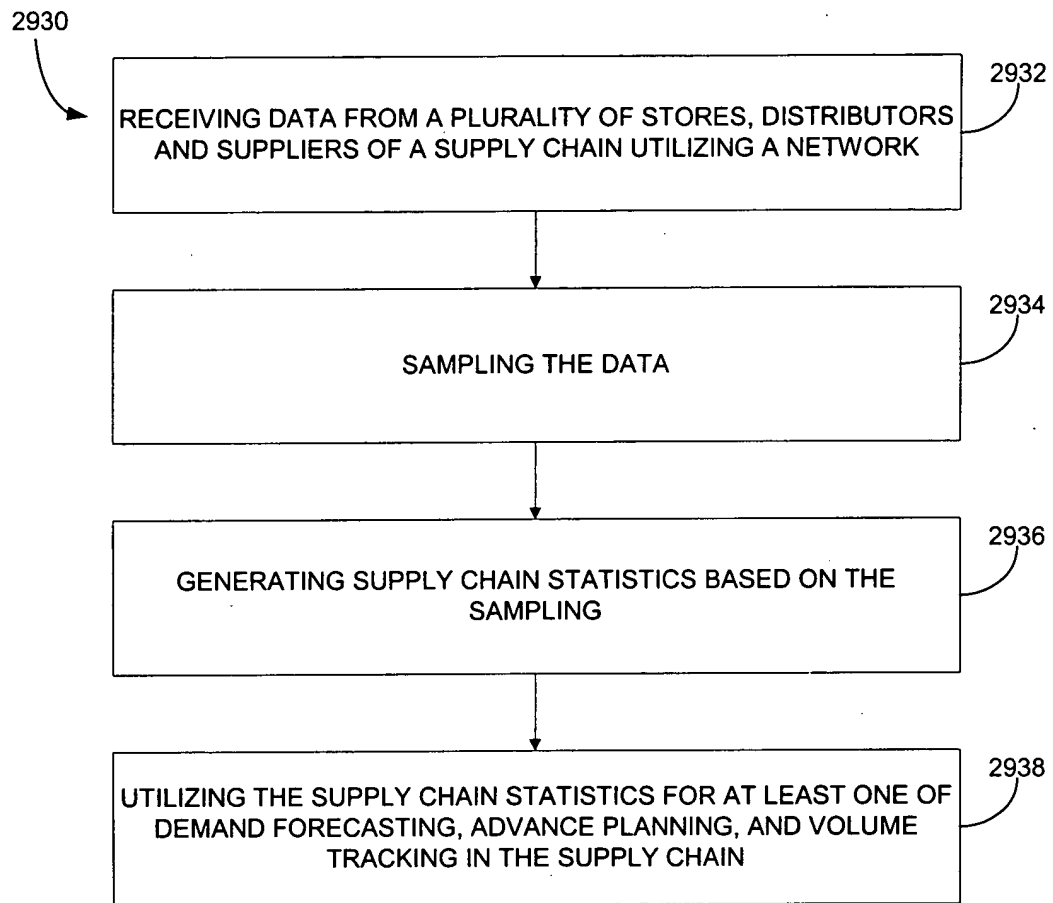 2930
2932
RECEIVING DATA FROM A PLURALITY OF STORES, DISTRIBUTORS
AND SUPPLIERS OF A SUPPLY CHAIN UTILIZING A NETWORK
2934
SAMPLING THE DATA
2936
GENERATING SUPPLY CHAIN STATISTICS BASED ON THE
SAMPLING
2938
UTILIZING THE SUPPLY CHAIN STATISTICS FOR AT LEAST ONE OF
DEMAND FORECASTING, ADVANCE PLANNING, AND VOLUME
TRACKING IN THE SUPPLY CHAIN